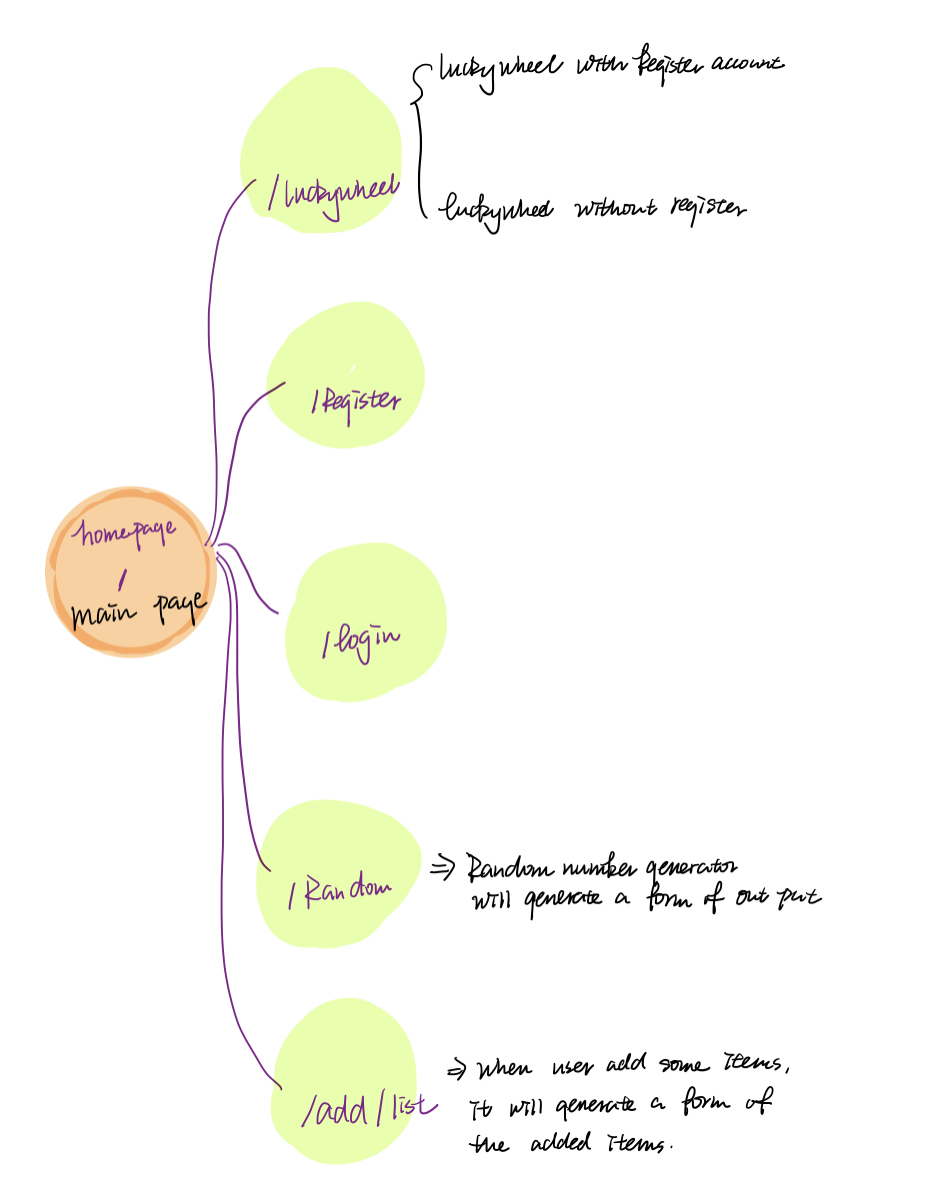 luckywheel with Register account
/luckywheel
luckywheel without register
/Register
homepage
/
main page
/login
/Random
⇒ Random number generator
will generate a form of out put
/add/list
⇒ when user add some items,
it will generate a form of
the added items.